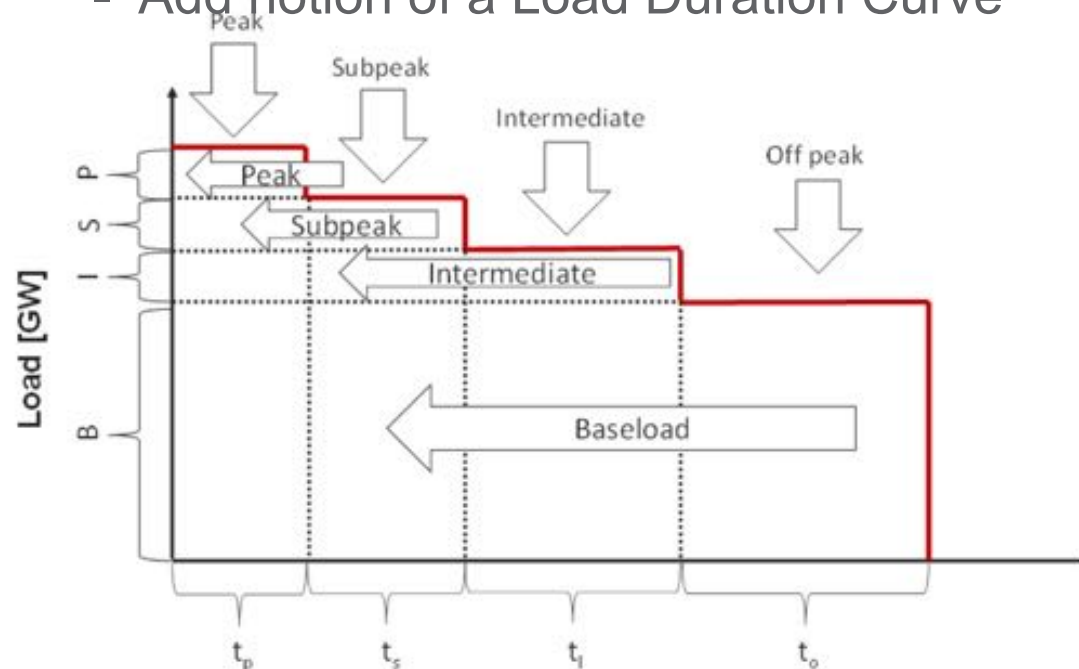 - Add notion of a Load Duration Curve
Peak
Subpeak
Intermediate
Off peak
P
Peak
S
Subpeak
I
Intermediate
Load [GW]
B
Baseload
tp
ts
tI
to